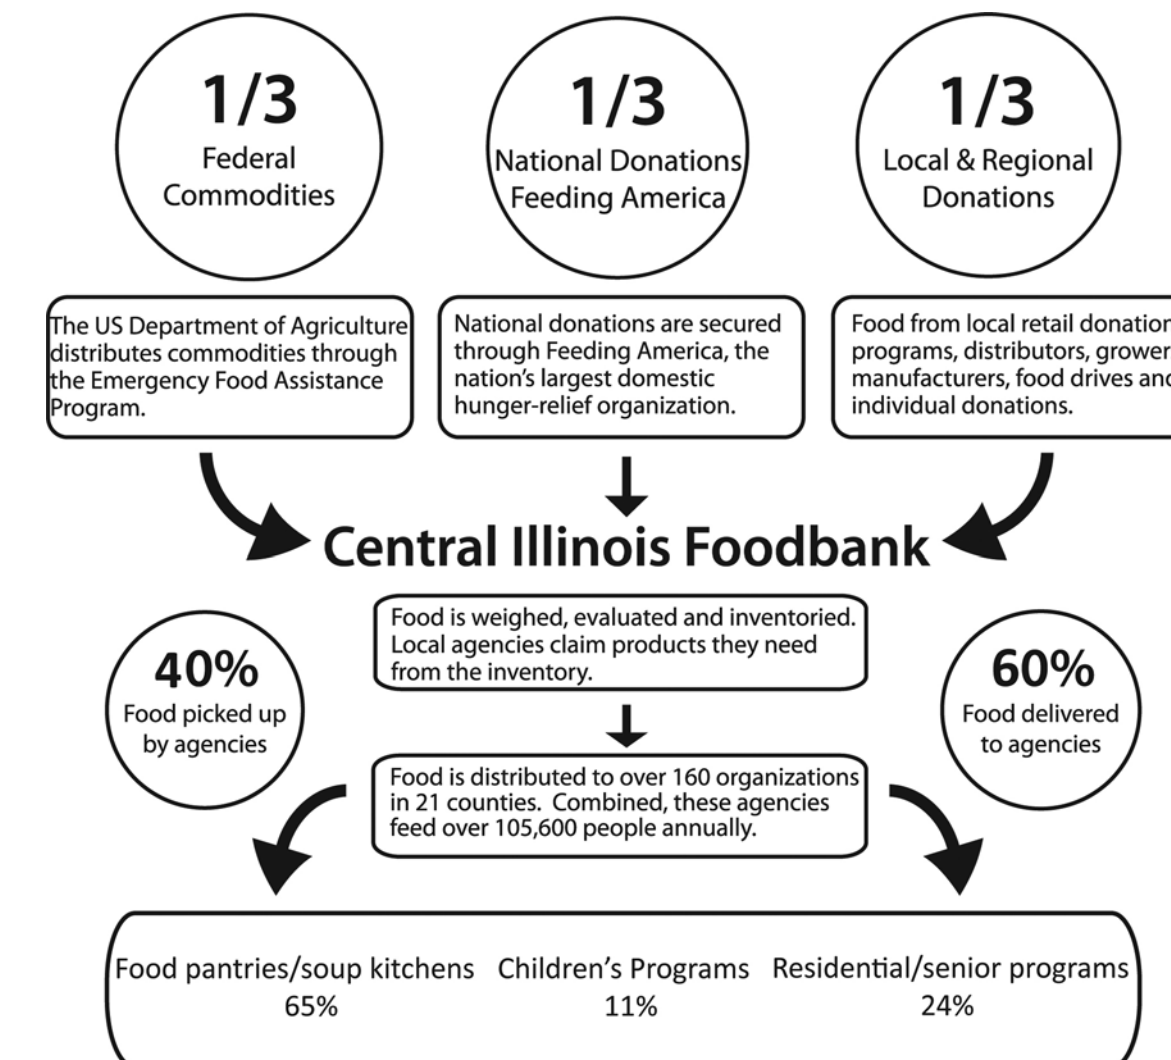 1/3
Federal
Commodities
1/3
National Donations
Feeding America
1/3
Local & Regional
Donations
The US Department of Agriculture
distributes commodities through
the Emergency Food Assistance
Program.
National donations are secured
through Feeding America, the
nation's largest domestic
hunger-relief organization.
Food from local retail donation
programs, distributors, grower
manufacturers, food drives and
individual donations.
Central Illinois Foodbank
Food is weighed, evaluated and inventoried.
Local agencies claim products they need
from the inventory.
40%
Food picked up
by agencies
60%
Food delivered
to agencies
Food is distributed to over 160 organizations
in 21 counties.  Combined, these agencies
feed over 105,600 people annually.
Food pantries/soup kitchens
65%
Children's Programs
11%
Residential/senior programs
24%